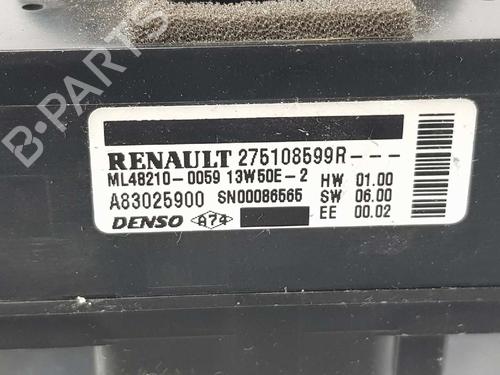 RENAULT 275108599R---
ML48210-0059 13W50E-2 HW 01.00
A83025900 SN00086565 SW 06.00
DENSO A74 EE 00.02
B-PARTS